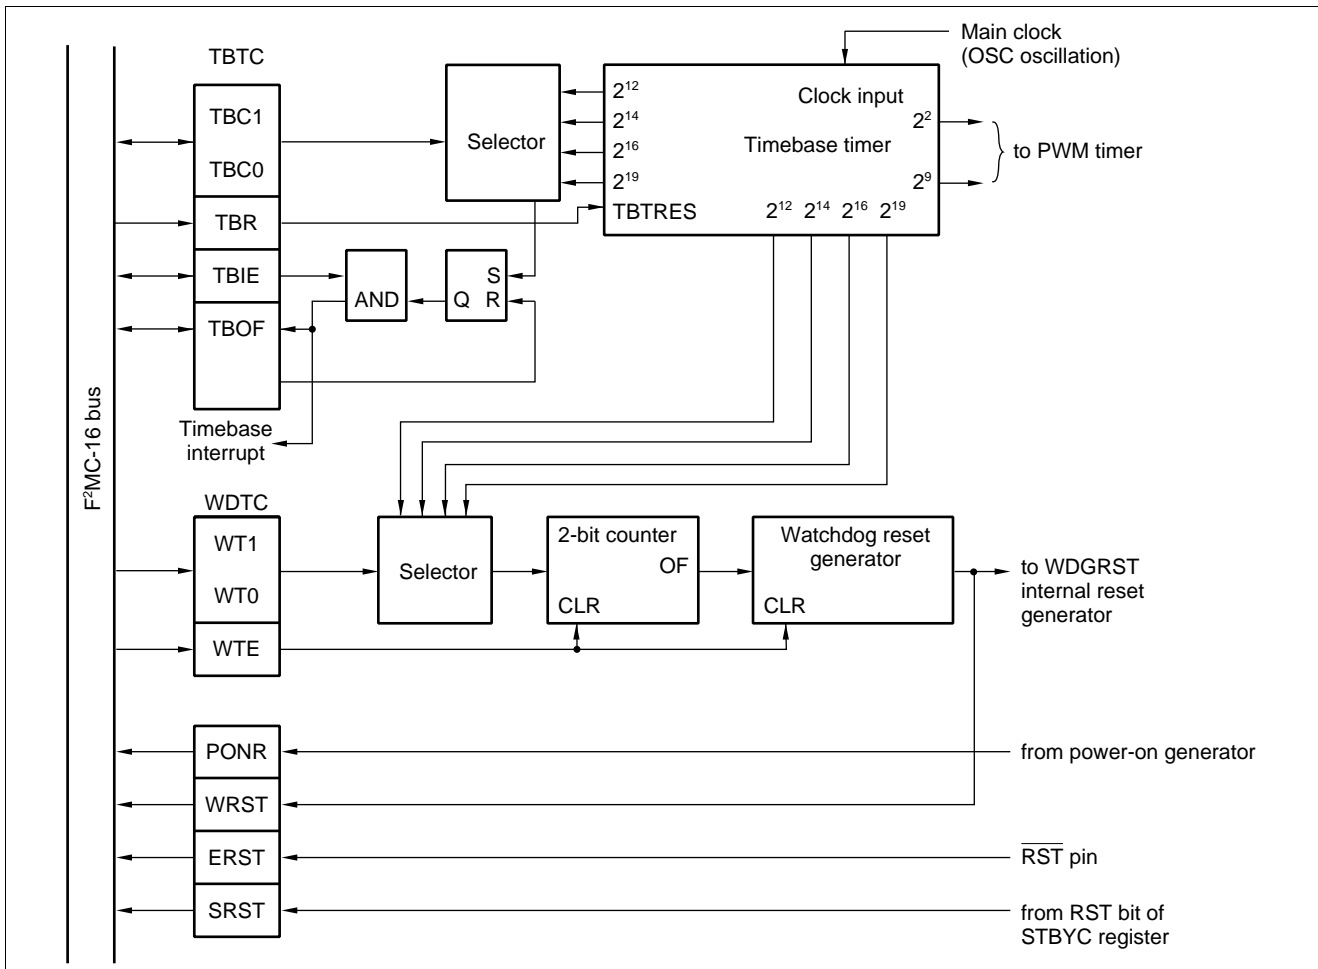 Main clock
(OSC oscillation)
TBTC
TBC1
TBC0
TBR
TBIE
TBOF
Selector
2¹²
2¹⁴
2¹⁶
2¹⁹
TBTRES
Clock input
Timebase timer
2²
2⁹
2¹² 2¹⁴ 2¹⁶ 2¹⁹
to PWM timer
AND
S
Q R
Timebase
interrupt
F²MC-16 bus
WDTC
WT1
WT0
WTE
Selector
2-bit counter
OF
CLR
Watchdog reset
generator
CLR
to WDGRST
internal reset
generator
PONR
from power-on generator
WRST
ERST
R̅S̅T̅ pin
SRST
from RST bit of
STBYC register